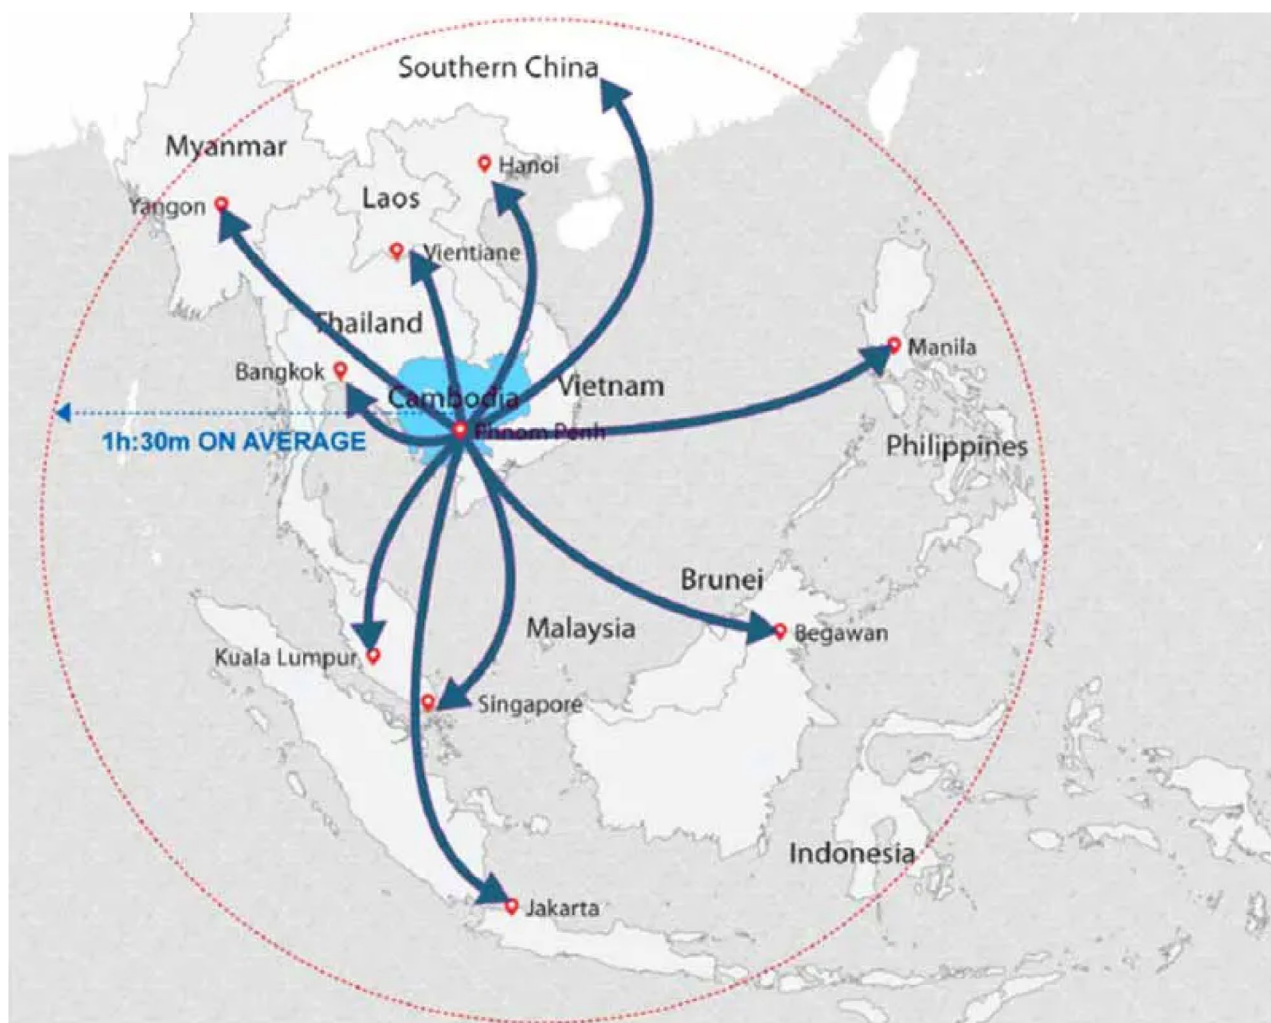 Southern China
Myanmar
Hanoi
Laos
Yangon
Vientiane
Thailand
Manila
Bangkok
Vietnam
Cambodia
Phnom Penh
1h:30m ON AVERAGE
Philippines
Brunei
Malaysia
Begawan
Kuala Lumpur
Singapore
Indonesia
Jakarta